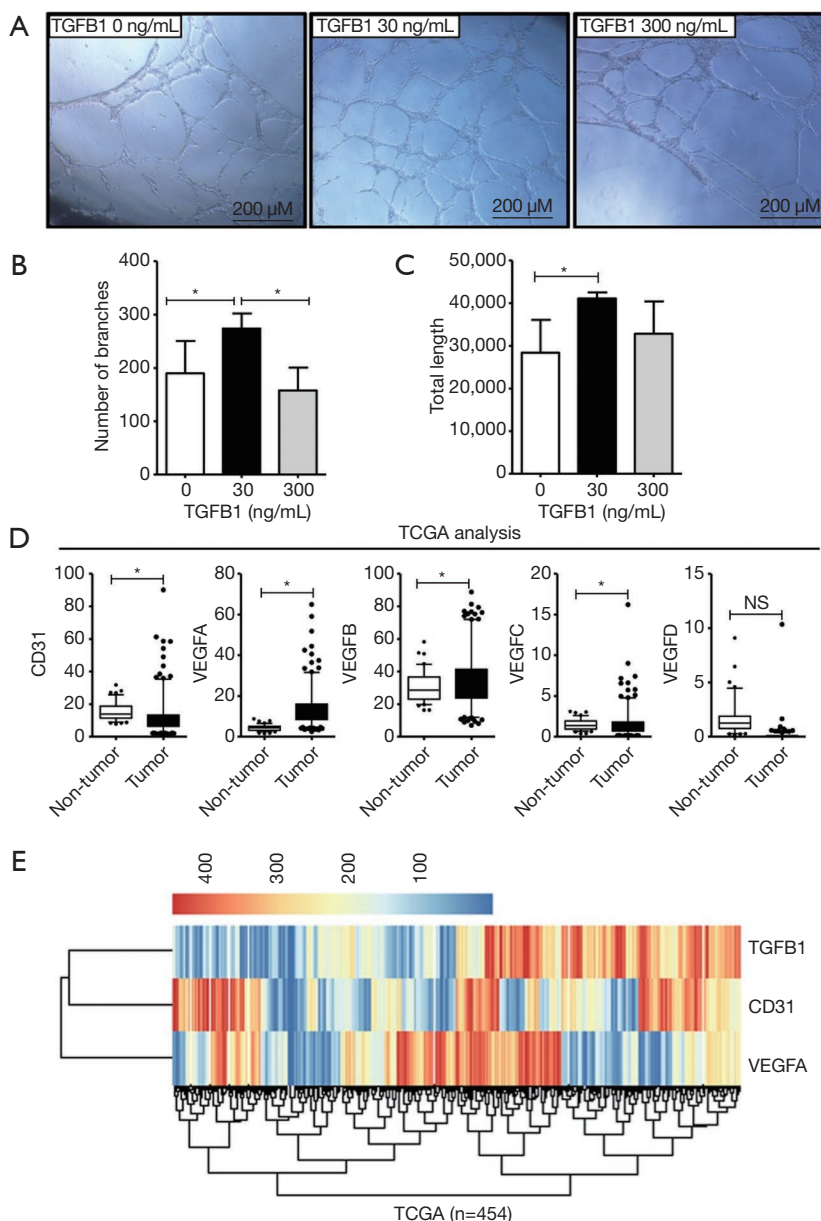 A
TGFB1 0 ng/mL
TGFB1 30 ng/mL
TGFB1 300 ng/mL
200 µM
200 µM
200 µM
B
Number of branches
400
300
200
100
0
*
*
0
30
300
TGFB1 (ng/mL)
C
Total length
50,000
40,000
30,000
20,000
10,000
0
*
0
30
300
TGFB1 (ng/mL)
D
TCGA analysis
CD31
100
80
60
40
20
0
*
Non-tumor
Tumor
VEGFA
80
60
40
20
0
*
Non-tumor
Tumor
VEGFB
100
80
60
40
20
0
*
Non-tumor
Tumor
VEGFC
20
15
10
5
0
*
Non-tumor
Tumor
VEGFD
15
10
5
0
NS
Non-tumor
Tumor
E
400
300
200
100
TGFB1
CD31
VEGFA
TCGA (n=454)